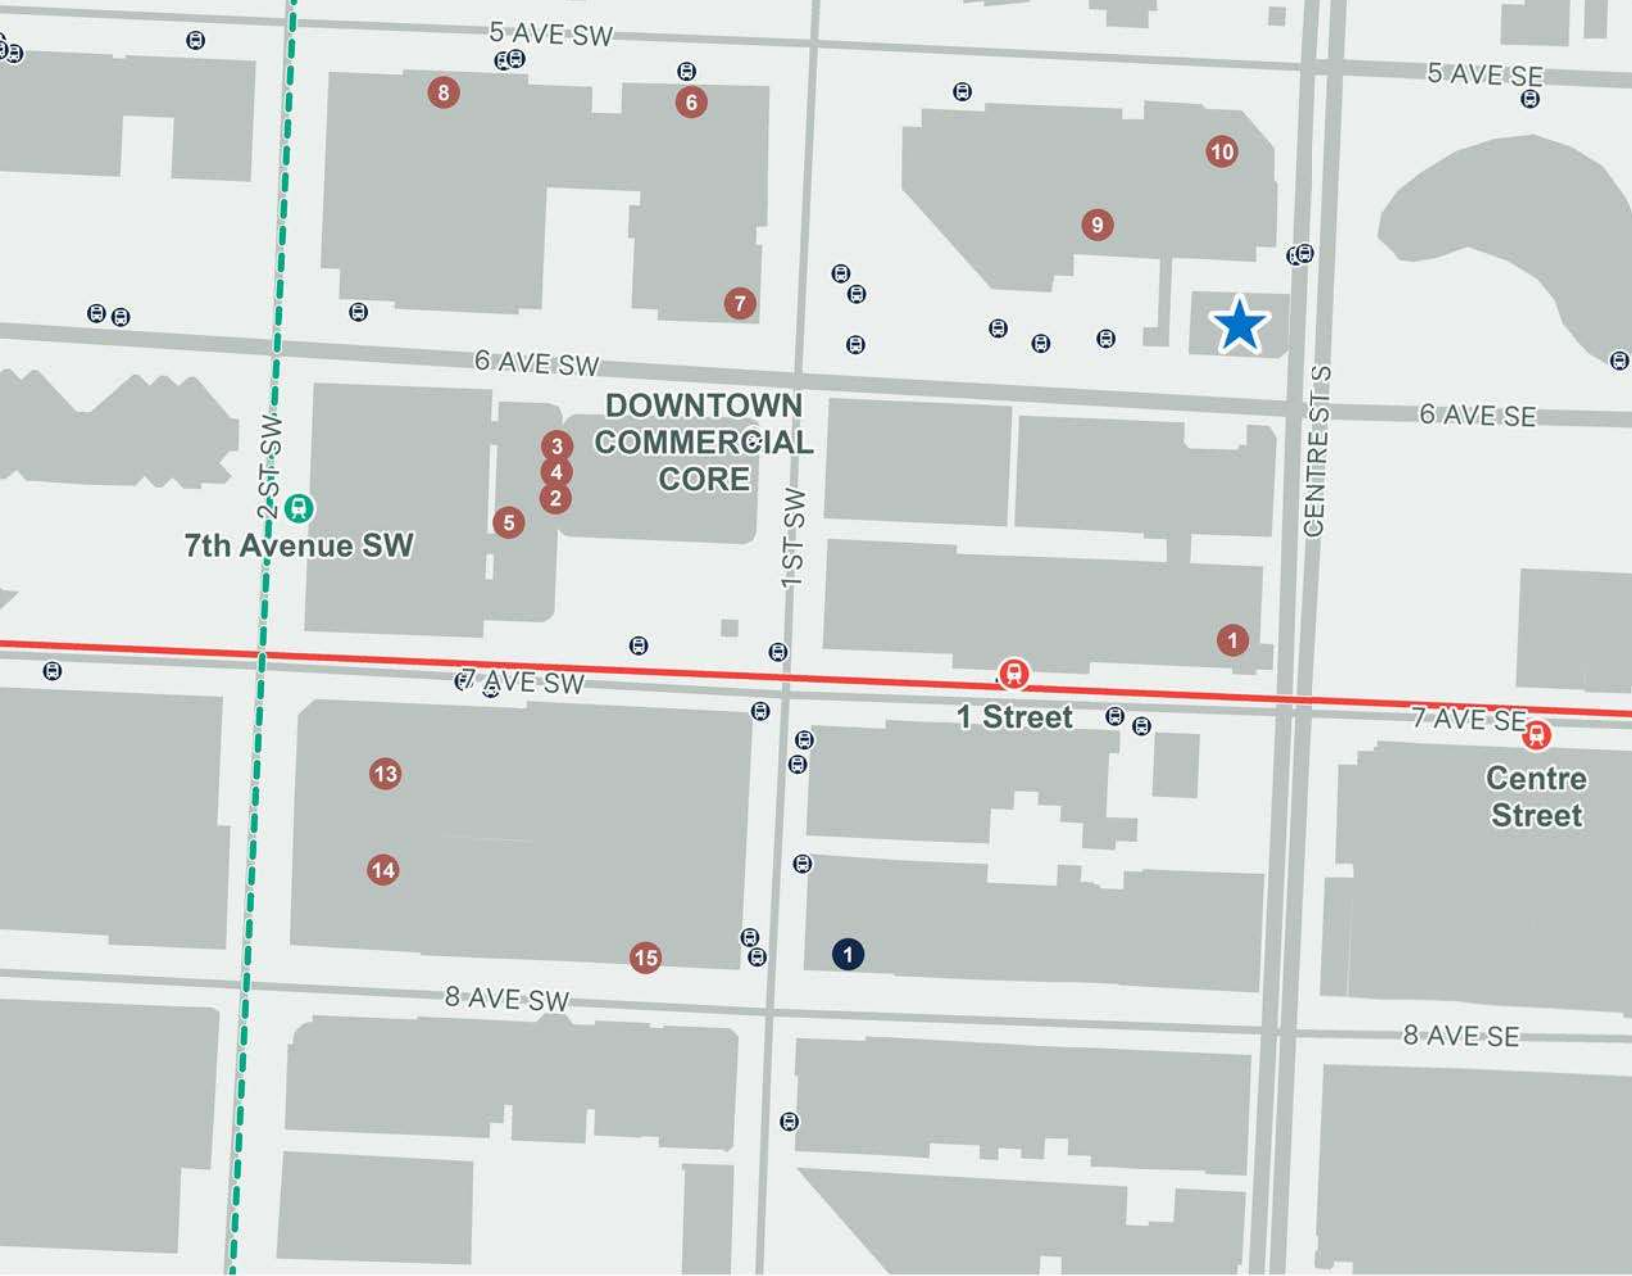 5 AVE SW
5 AVE SE
8
6
10
9
7
6 AVE SW
6 AVE SE
DOWNTOWN
COMMERCIAL
CORE
3
4
2
5
2 ST SW
7th Avenue SW
1 ST SW
CENTRE ST S
1
7 AVE SW
1 Street
7 AVE SE
Centre
Street
13
14
15
1
8 AVE SW
8 AVE SE